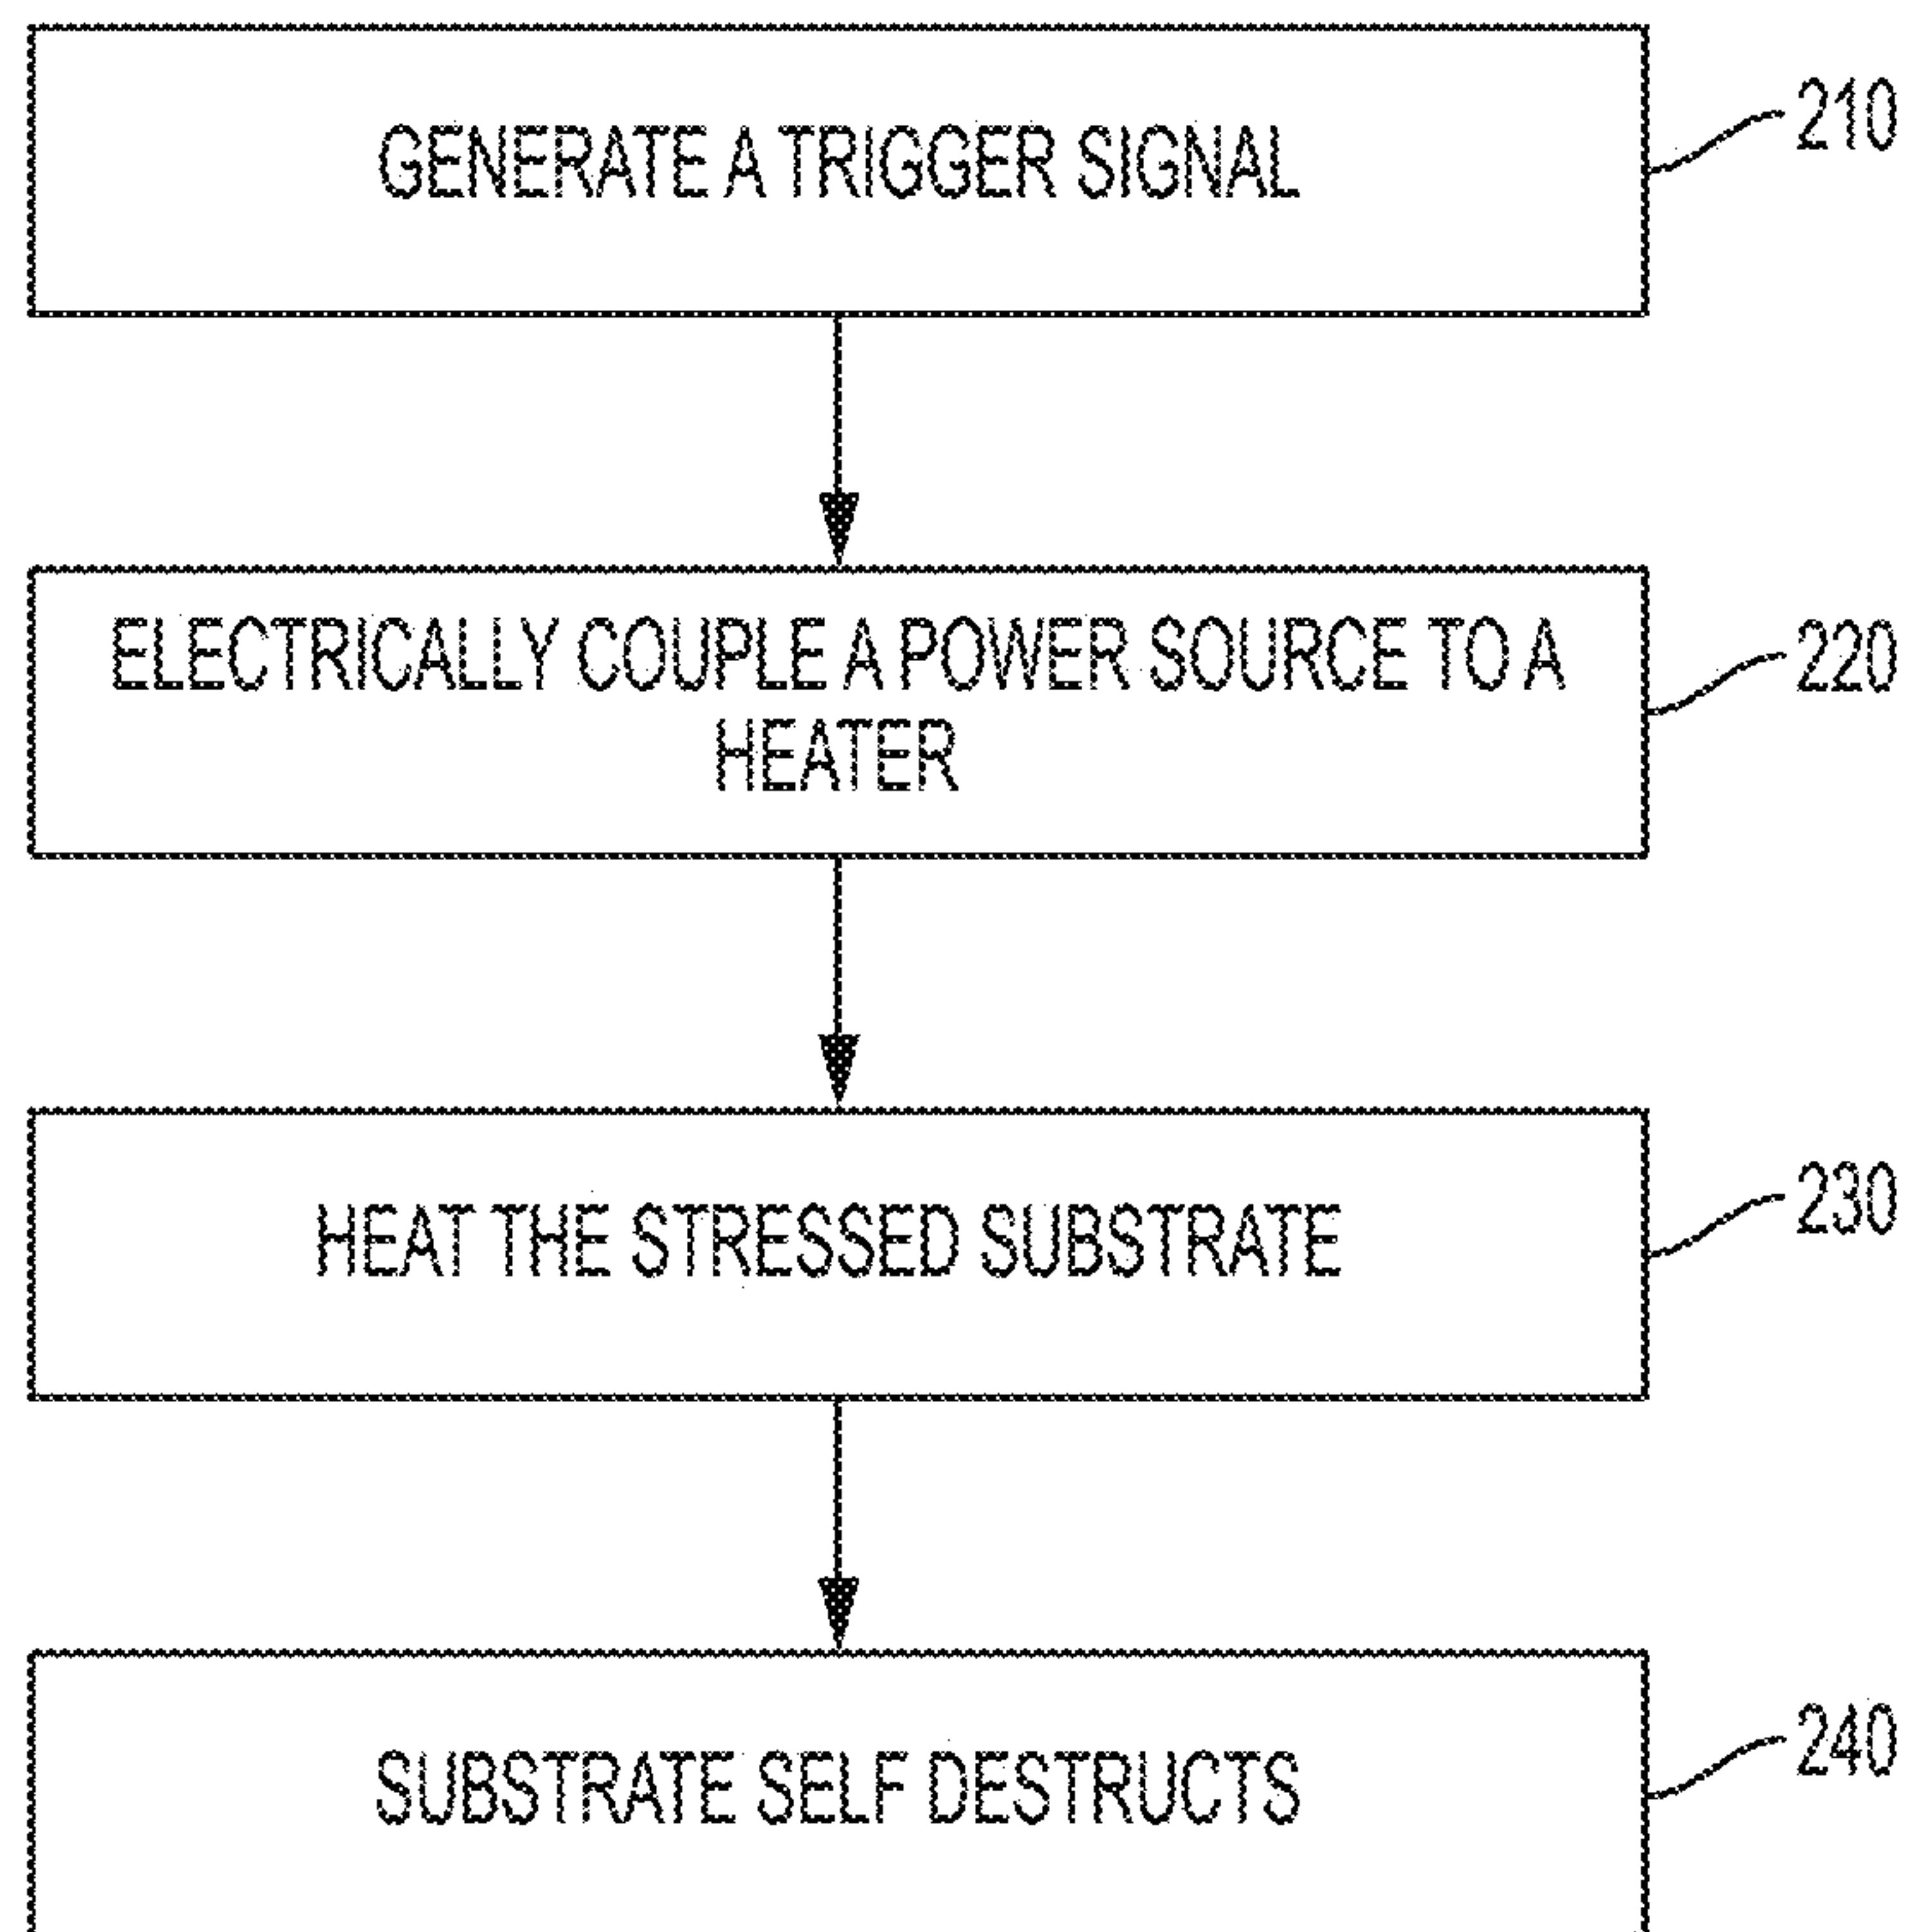 GENERATE A TRIGGER SIGNAL
210
ELECTRICALLY COUPLE A POWER SOURCE TO A
HEATER
220
HEAT THE STRESSED SUBSTRATE
230
SUBSTRATE SELF DESTRUCTS
240